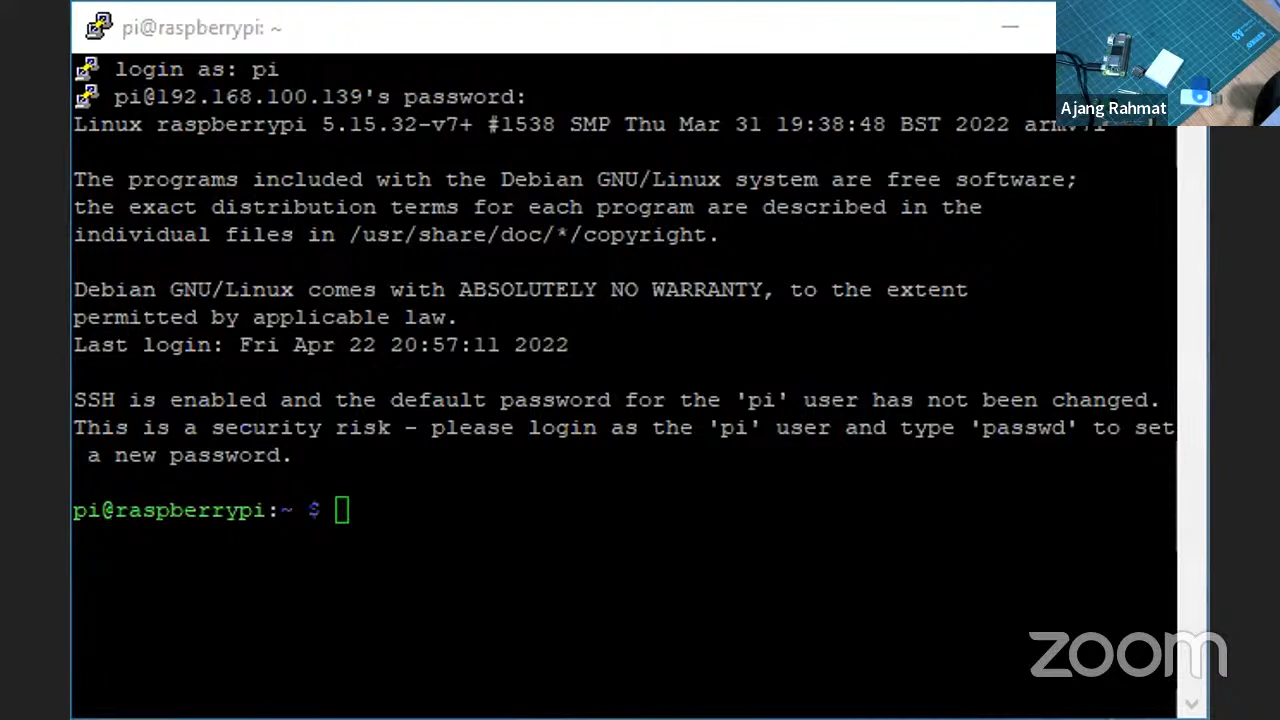 pi@raspberrypi: ~
login as: pi
pi@192.168.100.139's password:
Linux raspberrypi 5.15.32-v7+ #1538 SMP Thu Mar 31 19:38:48 BST 2022
Ajang Rahmat
The programs included with the Debian GNU/Linux system are free software;
the exact distribution terms for each program are described in the
individual files in /usr/share/doc/*/copyright.
Debian GNU/Linux comes with ABSOLUTELY NO WARRANTY, to the extent
permitted by applicable law.
Last login: Fri Apr 22 20:57:11 2022
SSH is enabled and the default password for the 'pi' user has not been changed.
This is a security risk - please login as the 'pi' user and type 'passwd' to set
a new password.
pi@raspberrypi:~ $
zoom